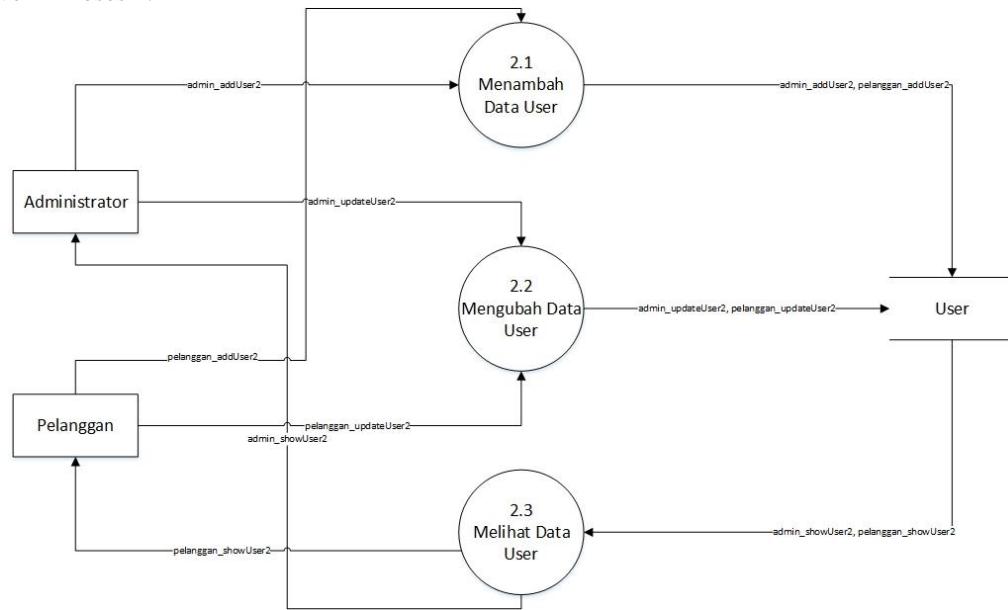 2.1
Menambah
Data User
admin_addUser2
admin_addUser2, pelanggan_addUser2
Administrator
admin_updateUser2
2.2
Mengubah Data
User
admin_updateUser2, pelanggan_updateUser2
User
pelanggan_addUser2
Pelanggan
pelanggan_updateUser2
admin_showUser2
2.3
Melihat Data
User
admin_showUser2, pelanggan_showUser2
pelanggan_showUser2